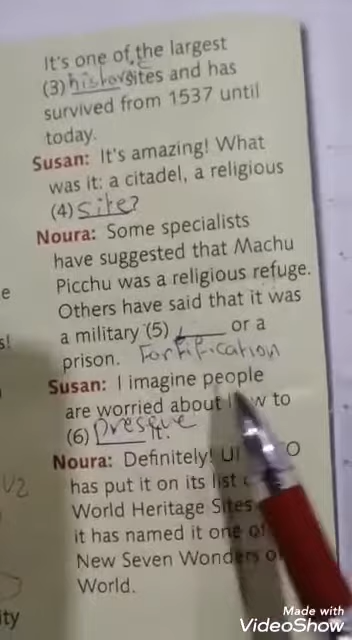 It's one of the largest
(3) historic sites and has
survived from 1537 until
today.
Susan: It's amazing! What
was it: a citadel, a religious
(4) site?
Noura: Some specialists
have suggested that Machu
Picchu was a religious refuge.
Others have said that it was
a military (5) ____ or a
prison. Fortification
Susan: I imagine people
are worried about to
(6) presque it.
Noura: Definitely! O
has put it on its list
World Heritage Sites
it has named it one of
New Seven Wonders o
World.
e
s!
V2
ity
Made with
VideoShow